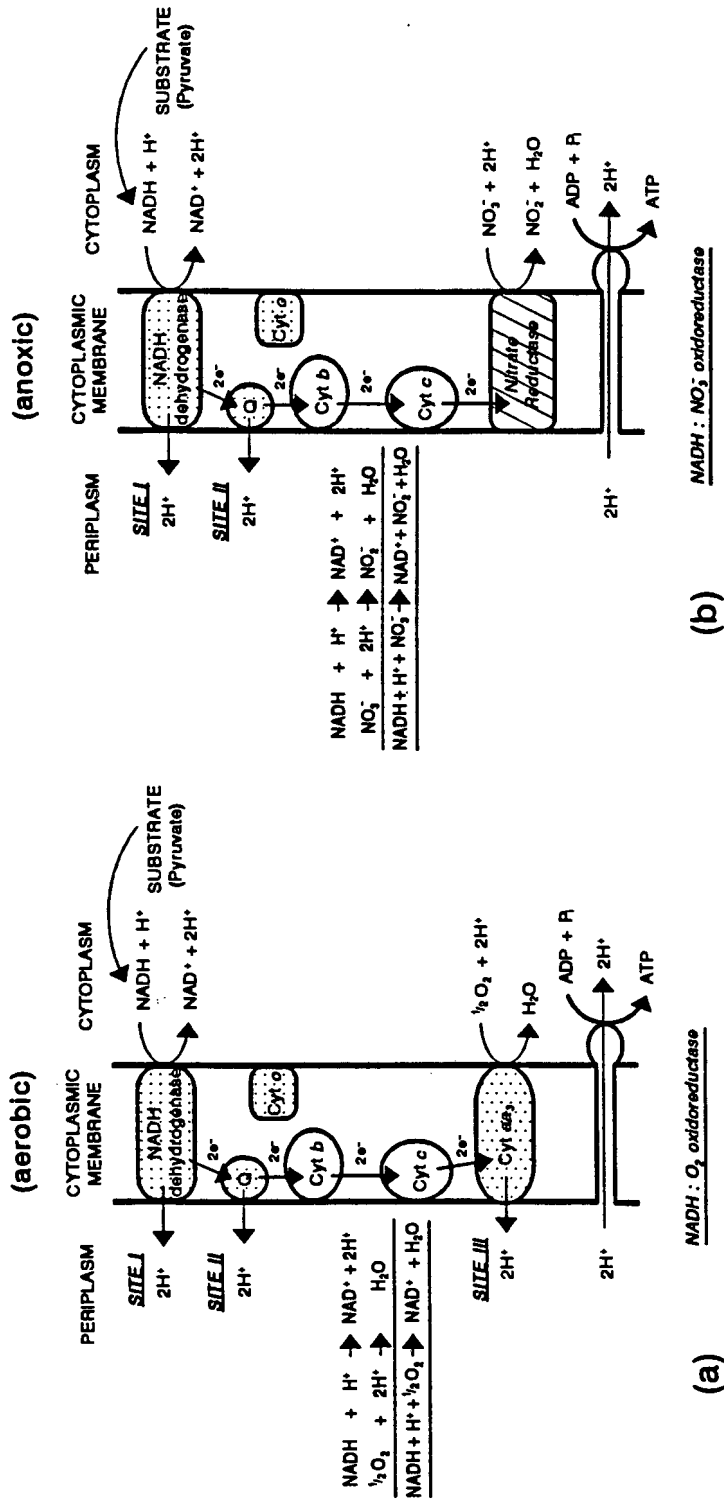 (aerobic)
PERIPLASM
CYTOPLASMIC
MEMBRANE
CYTOPLASM
SITE I
2H⁺
NADH
dehydrogenase
NADH + H⁺
NAD⁺ + 2H⁺
SUBSTRATE
(Pyruvate)
2e⁻
SITE II
2H⁺
Q
2e⁻
Cyt o
Cyt b
2e⁻
NADH + H⁺ → NAD⁺ + 2H⁺
½O₂ + 2H⁺ → H₂O
NADH + H⁺ + ½O₂ → NAD⁺ + H₂O
Cyt c
2e⁻
SITE III
2H⁺
Cyt aa₃
½O₂ + 2H⁺
H₂O
ADP + Pi
2H⁺
2H⁺
ATP
NADH : O₂ oxidoreductase
(a)
(anoxic)
PERIPLASM
CYTOPLASMIC
MEMBRANE
CYTOPLASM
SITE I
2H⁺
NADH
dehydrogenase
NADH + H⁺
NAD⁺ + 2H⁺
SUBSTRATE
(Pyruvate)
2e⁻
SITE II
2H⁺
Q
2e⁻
Cyt o
Cyt b
2e⁻
NADH + H⁺ → NAD⁺ + 2H⁺
NO₃⁻ + 2H⁺ → NO₂⁻ + H₂O
NADH + H⁺ + NO₃⁻ → NAD⁺ + NO₂⁻ + H₂O
Cyt c
2e⁻
Nitrate
Reductase
NO₃⁻ + 2H⁺
NO₂⁻ + H₂O
ADP + Pi
2H⁺
2H⁺
ATP
NADH : NO₃⁻ oxidoreductase
(b)